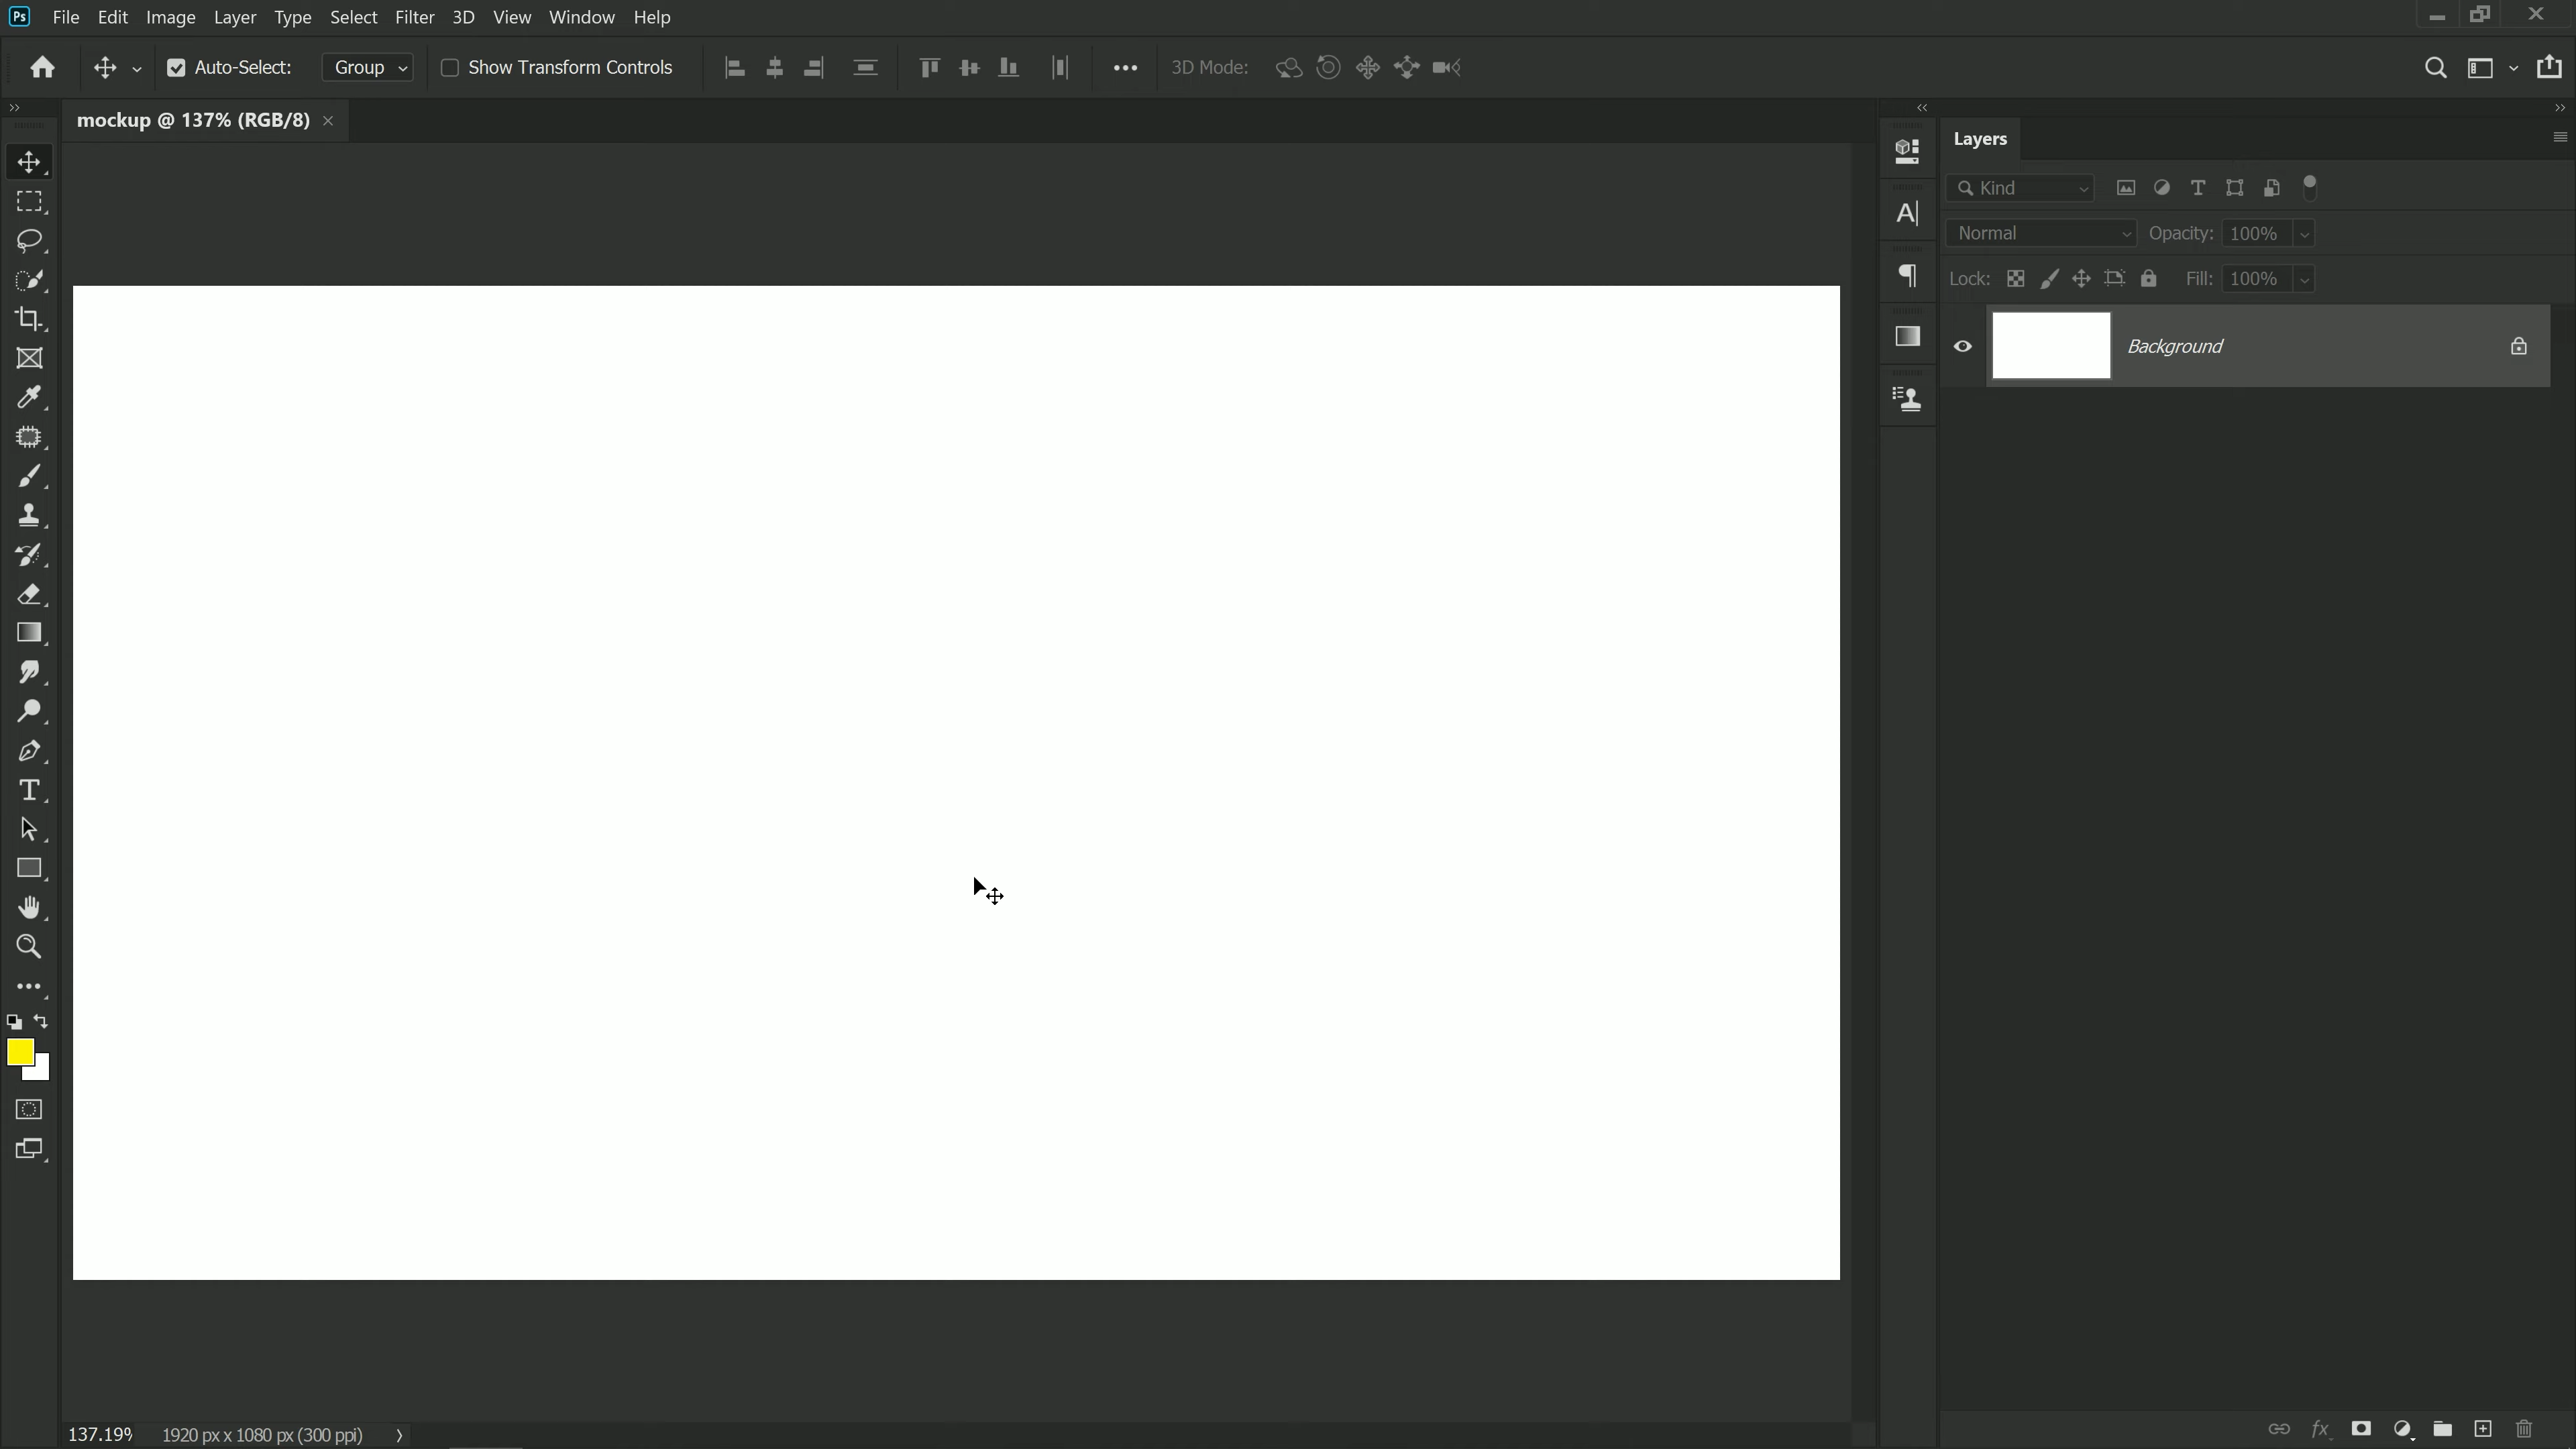 Ps File Edit Image Layer Type Select Filter 3D View Window Help
Auto-Select: Group Show Transform Controls 3D Mode:
mockup @ 137% (RGB/8)
Layers
Kind
Normal Opacity: 100%
Lock: Fill: 100%
Background
137.19% 1920 px x 1080 px (300 ppi)